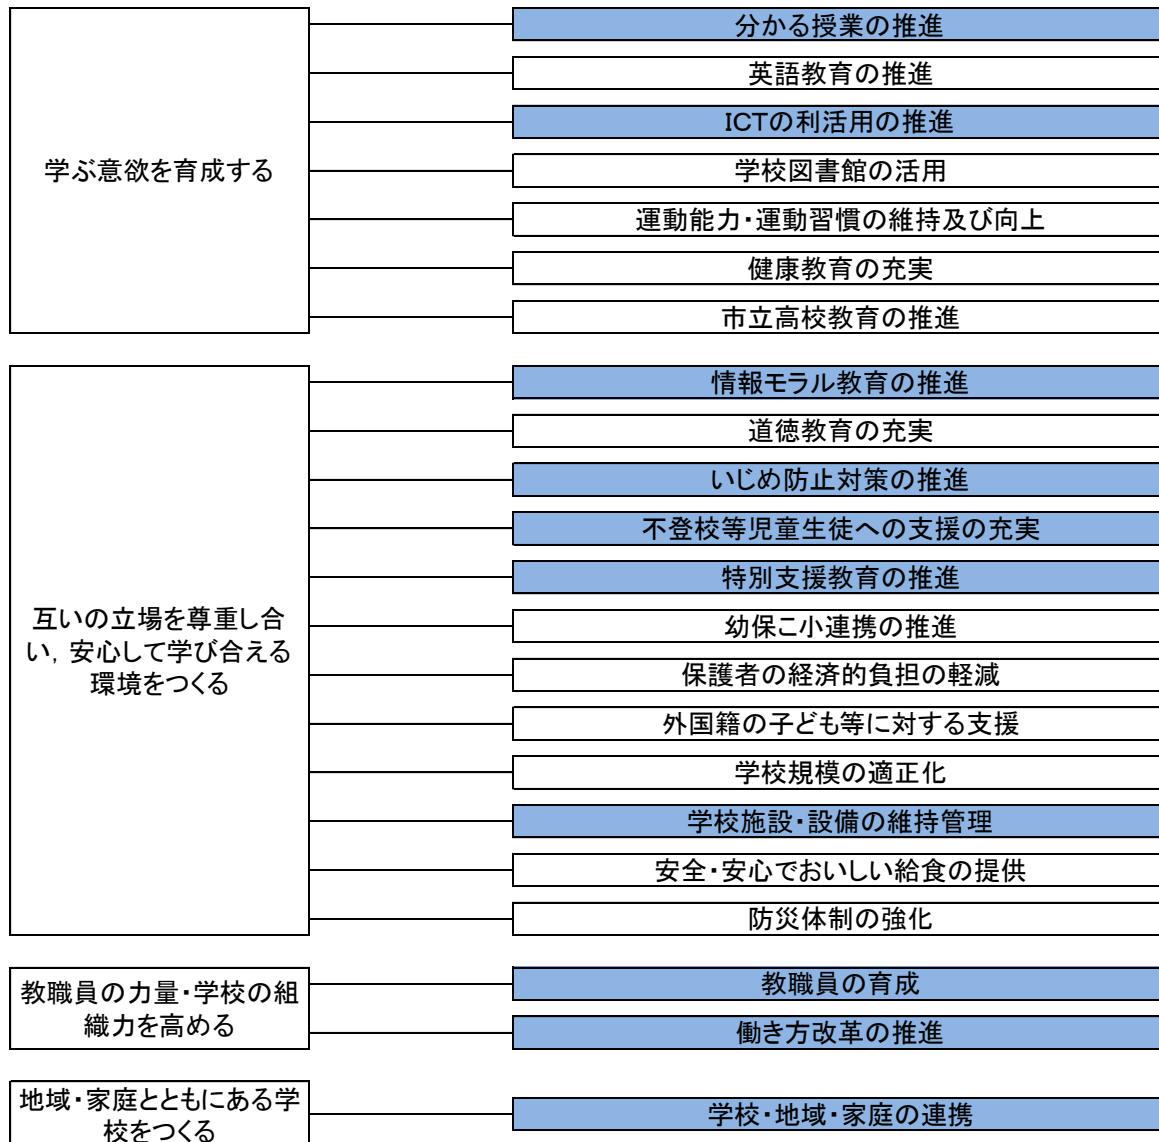 学ぶ意欲を育成する
分かる授業の推進
英語教育の推進
ICTの利活用の推進
学校図書館の活用
運動能力・運動習慣の維持及び向上
健康教育の充実
市立高校教育の推進
互いの立場を尊重し合
い，安心して学び合える
環境をつくる
情報モラル教育の推進
道徳教育の充実
いじめ防止対策の推進
不登校等児童生徒への支援の充実
特別支援教育の推進
幼保こ小連携の推進
保護者の経済的負担の軽減
外国籍の子ども等に対する支援
学校規模の適正化
学校施設・設備の維持管理
安全・安心でおいしい給食の提供
防災体制の強化
教職員の力量・学校の組
織力を高める
教職員の育成
働き方改革の推進
地域・家庭とともにある学
校をつくる
学校・地域・家庭の連携